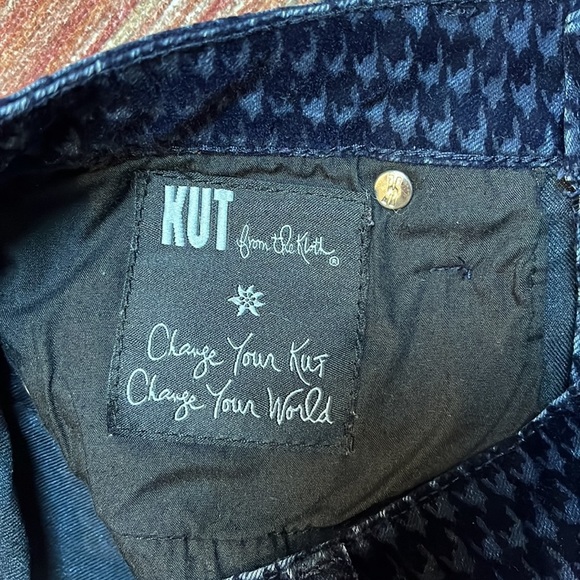 KUT from the Kloth ®
Change Your KUT
Change Your World